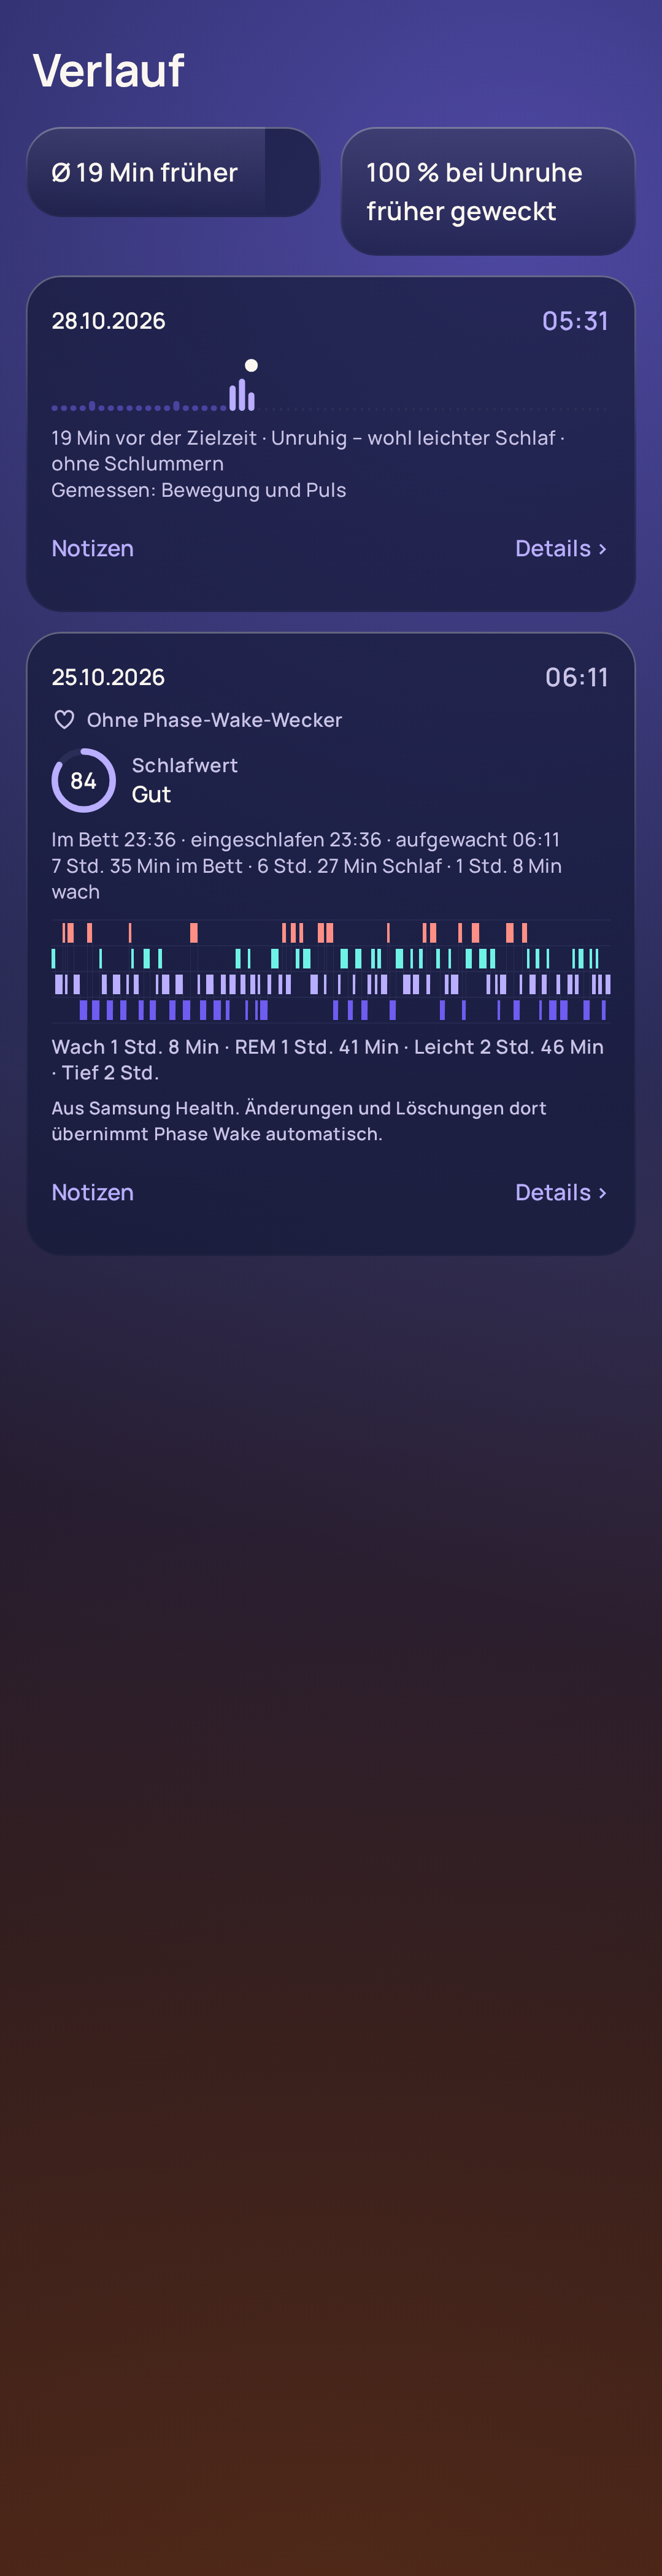 Verlauf
Ø 19 Min früher
100 % bei Unruhe
früher geweckt
28.10.2026
05:31
19 Min vor der Zielzeit · Unruhig – wohl leichter Schlaf ·
ohne Schlummern
Gemessen: Bewegung und Puls
Notizen
Details ›
25.10.2026
06:11
Ohne Phase-Wake-Wecker
84
Schlafwert
Gut
Im Bett 23:36 · eingeschlafen 23:36 · aufgewacht 06:11
7 Std. 35 Min im Bett · 6 Std. 27 Min Schlaf · 1 Std. 8 Min
wach
Wach 1 Std. 8 Min · REM 1 Std. 41 Min · Leicht 2 Std. 46 Min
· Tief 2 Std.
Aus Samsung Health. Änderungen und Löschungen dort
übernimmt Phase Wake automatisch.
Notizen
Details ›